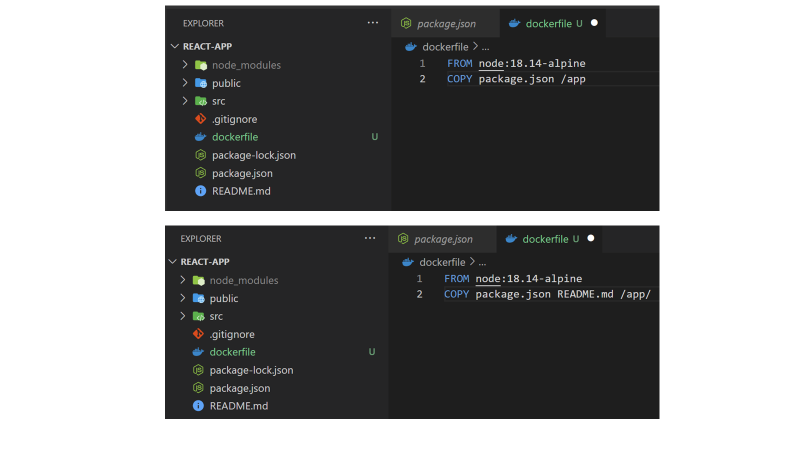 EXPLORER ...
package.json
dockerfile U
REACT-APP
dockerfile > ...
node_modules
1 FROM node:18.14-alpine
public
2 COPY package.json /app
src
.gitignore
dockerfile U
package-lock.json
package.json
README.md
EXPLORER ...
package.json
dockerfile U
REACT-APP
dockerfile > ...
node_modules
1 FROM node:18.14-alpine
public
2 COPY package.json README.md /app/
src
.gitignore
dockerfile U
package-lock.json
package.json
README.md